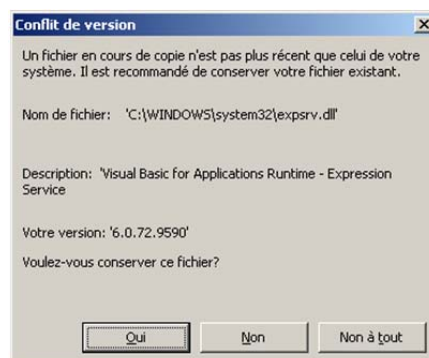 Conflit de version
Un fichier en cours de copie n'est pas plus récent que celui de votre
système. Il est recommandé de conserver votre fichier existant.
Nom de fichier: 'C:\WINDOWS\system32\expsrv.dll'
Description: 'Visual Basic for Applications Runtime - Expression
Service
Votre version: '6.0.72.9590'
Voulez-vous conserver ce fichier?
Oui Non Non à tout